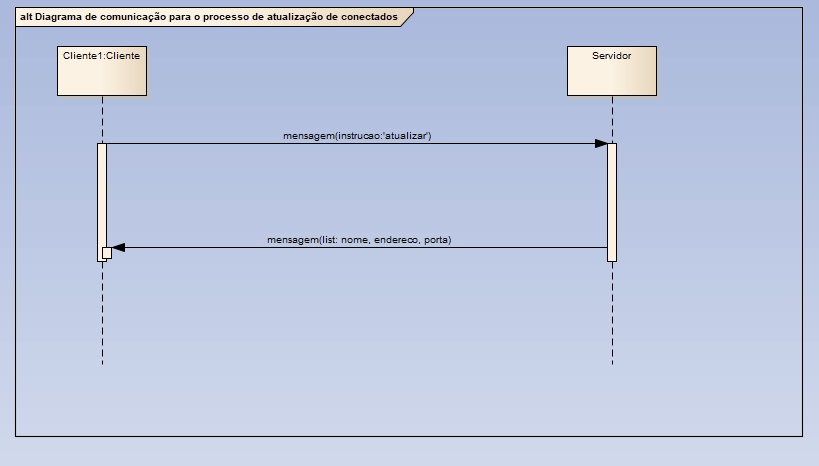 alt Diagrama de comunicação para o processo de atualização de conectados
Cliente1:Cliente
Servidor
mensagem(instrucao:'atualizar')
mensagem(list: nome, endereco, porta)